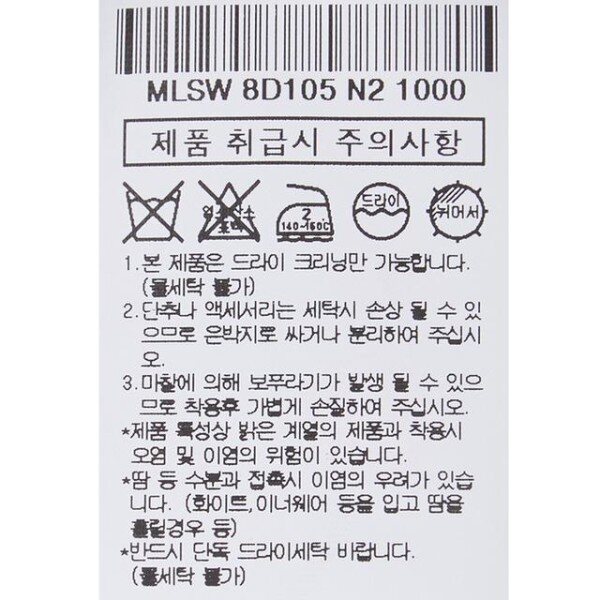 MLSW 8D105 N2 1000
제품 취급시 주의사항
염소산소 표백 2 140-160℃ 드라이 뉘어서
1.본 제품은 드라이 크리닝만 가능합니다.
(물세탁 불가)
2.단추나 액세서리는 세탁시 손상 될 수 있
으므로 은박지로 싸거나 분리하여 주십시
오.
3.마찰에 의해 보푸라기가 발생 될 수 있으
므로 착용후 가볍게 손질하여 주십시오.
*제품 특성상 밝은 계열의 제품과 착용시
오염 및 이염의 위험이 있습니다.
*땀 등 수분과 접촉시 이염의 우려가 있습
니다. (화이트,이너웨어 등을 입고 땀을
흘릴경우 등)
*반드시 단독 드라이세탁 바랍니다.
(물세탁 불가)